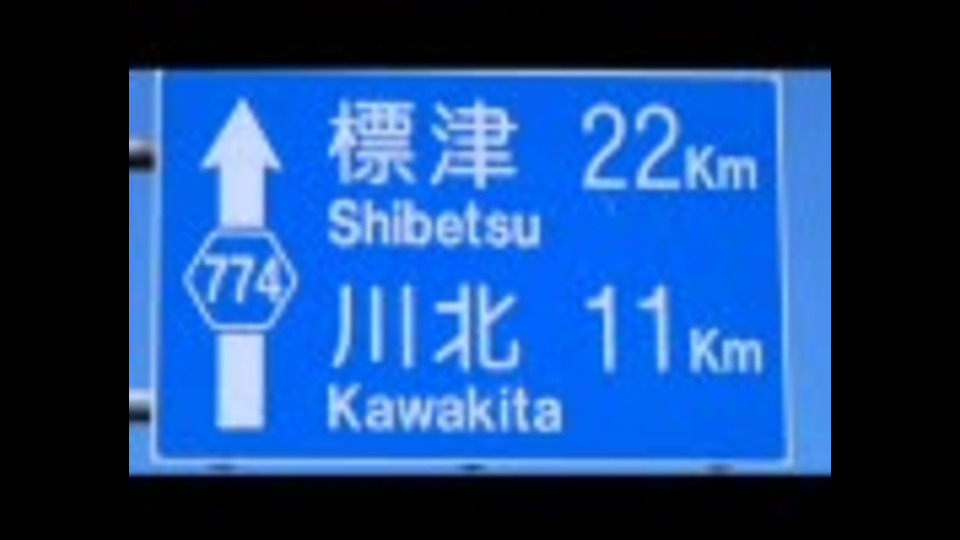 標津 22Km
Shibetsu
774
川北 11Km
Kawakita